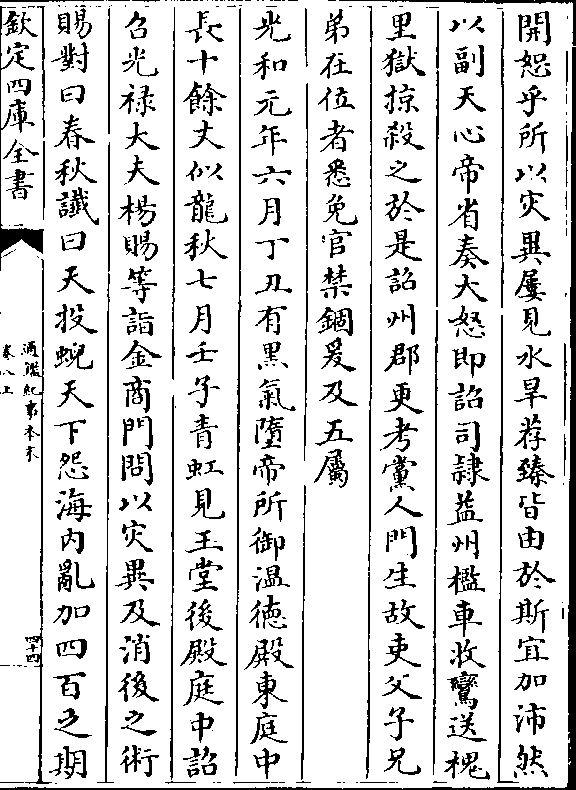 開恕乎所以災異屢見水旱荐臻皆由於斯宜加沛然
以副天心帝省奏大怒即詔司隸益州檻車收鸞送槐
里獄掠殺之於是詔州郡更考黨人門生故吏父子兄
弟在位者悉免官禁錮爰及五屬
光和元年六月丁丑有黑氣墮帝所御温徳殿東庭中
長十餘丈似龍秋七月壬子青虹見玉堂後殿庭中詔
召光禄大夫楊賜等詣金商門問以災異及消復之術
賜對曰春秋讖曰天投蜺天下怨海内亂加四百之期
欽定四庫全書
通鑑紀事本末
卷八上
四十四